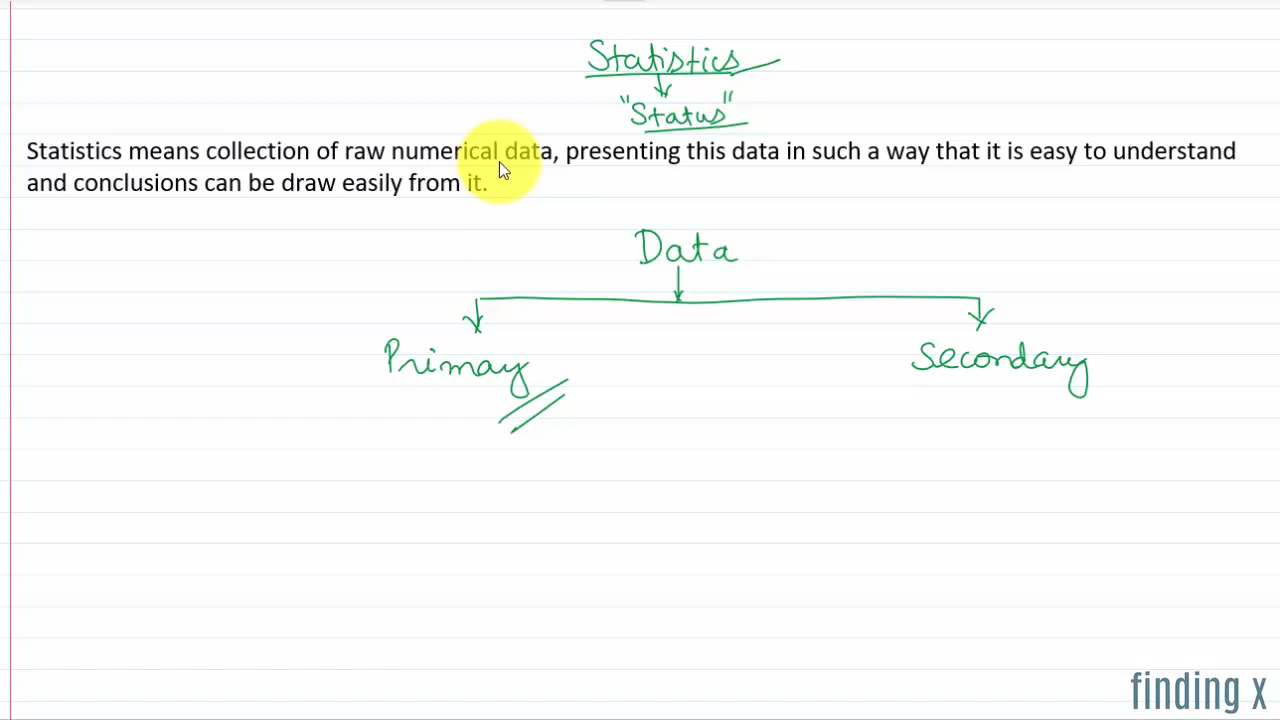 Statistics
"Status"
Statistics means collection of raw numerical data, presenting this data in such a way that it is easy to understand
and conclusions can be draw easily from it.
Data
Primay
Secondary
finding x